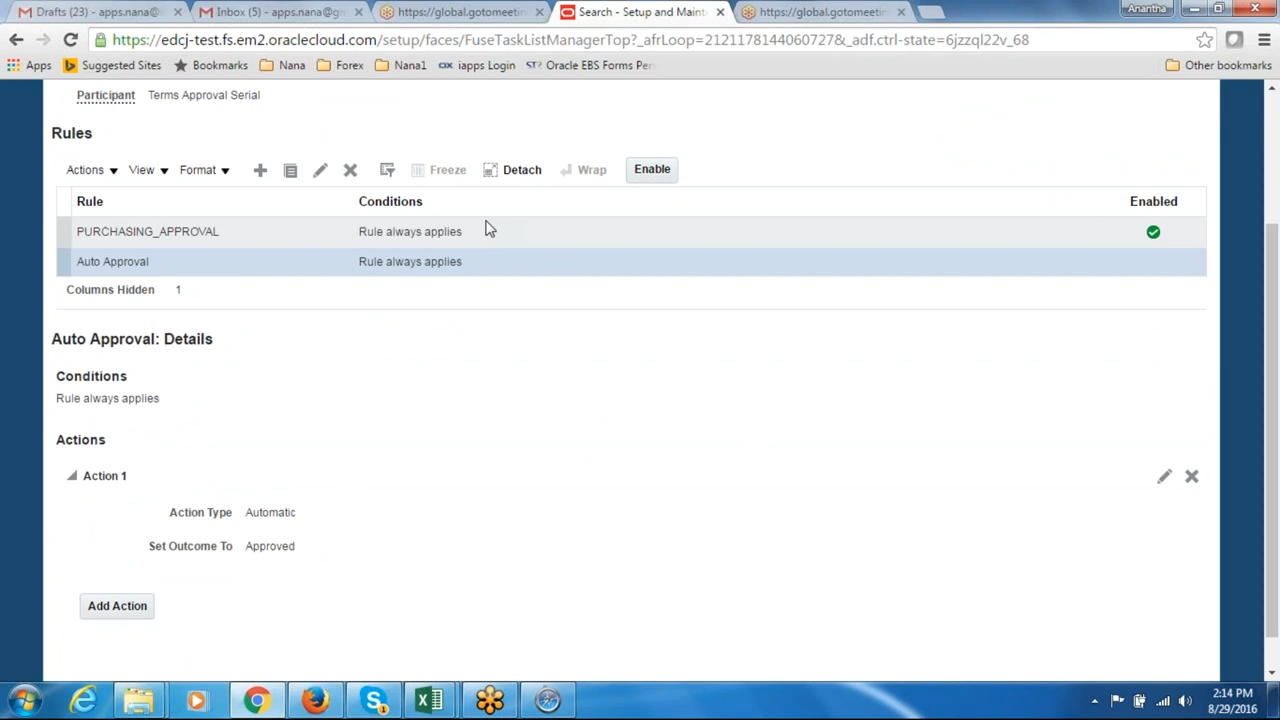 Drafts (23) - apps.nana@
Inbox (5) - apps.nana@g
https://global.gotomeetin
Search - Setup and Maint
https://global.gotomeetin
Anantha
https://edcj-test.fs.em2.oraclecloud.com/setup/faces/FuseTaskListManagerTop?_afrLoop=2121178144060727&_adf.ctrl-state=6jzzql22v_68
Apps
Suggested Sites
Bookmarks
Nana
Forex
Nana1
iapps Login
Oracle EBS Forms Per
Other bookmarks
Participant Terms Approval Serial
Rules
Actions View Format Freeze Detach Wrap Enable
Rule Conditions Enabled
PURCHASING_APPROVAL Rule always applies
Auto Approval Rule always applies
Columns Hidden 1
Auto Approval: Details
Conditions
Rule always applies
Actions
Action 1
Action Type Automatic
Set Outcome To Approved
Add Action
2:14 PM
8/29/2016